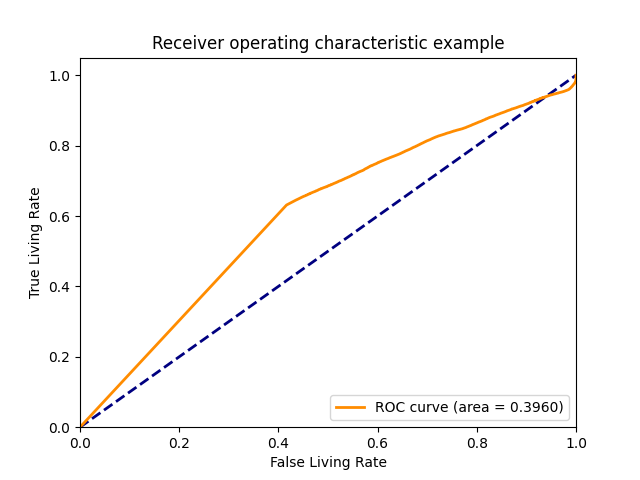 Receiver operating characteristic example
True Living Rate
1.0
0.8
0.6
0.4
0.2
0.0
ROC curve (area = 0.3960)
0.0 0.2 0.4 0.6 0.8 1.0
False Living Rate